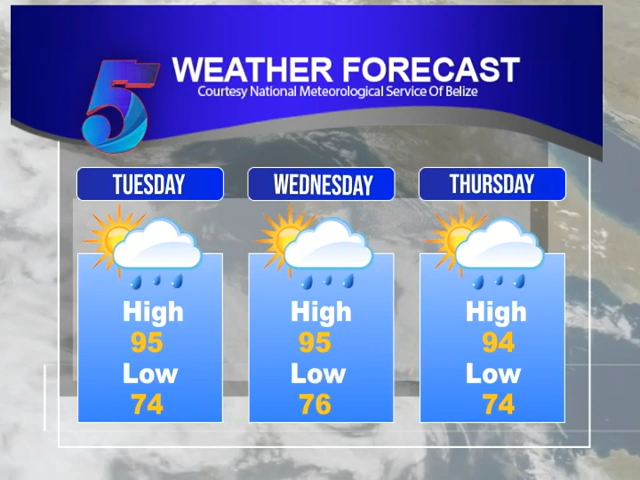 5
WEATHER FORECAST
Courtesy National Meteorological Service Of Belize
TUESDAY
High
95
Low
74
WEDNESDAY
High
95
Low
76
THURSDAY
High
94
Low
74